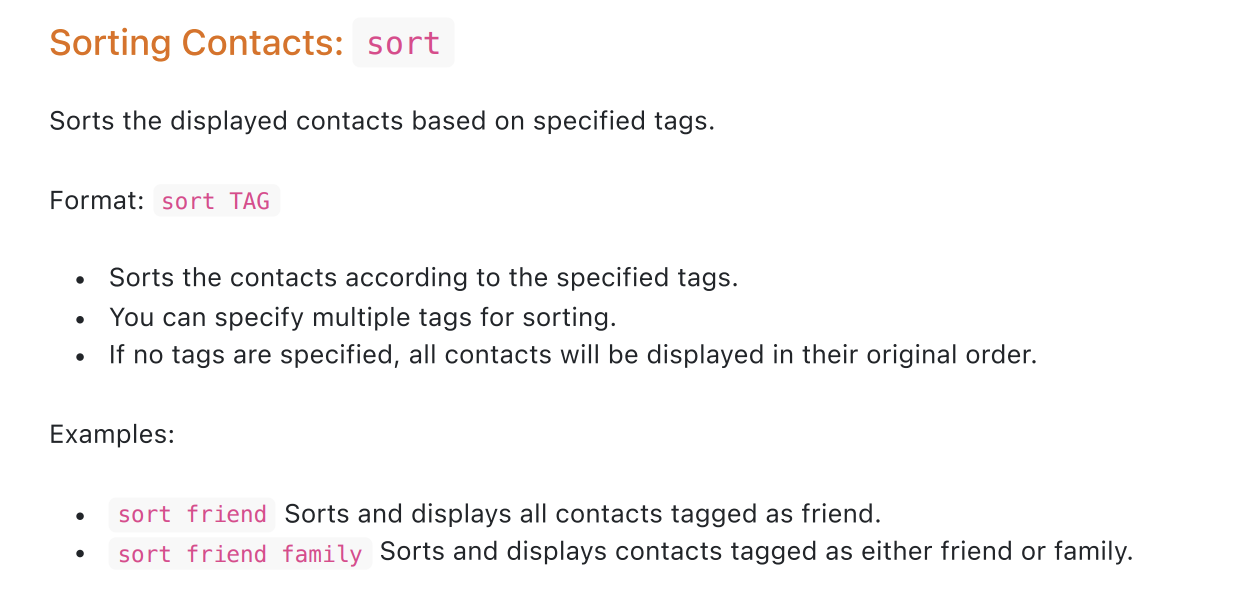 Sorting Contacts: sort
Sorts the displayed contacts based on specified tags.
Format: sort TAG
• Sorts the contacts according to the specified tags.
• You can specify multiple tags for sorting.
• If no tags are specified, all contacts will be displayed in their original order.
Examples:
• sort friend Sorts and displays all contacts tagged as friend.
• sort friend family Sorts and displays contacts tagged as either friend or family.